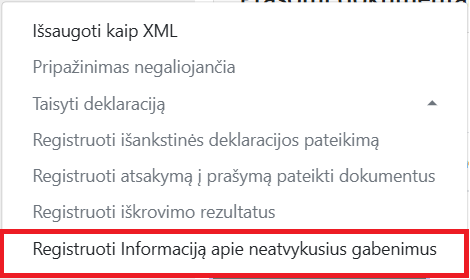 Išsaugoti kaip XML
Pripažinimas negaliojančia
Taisyti deklaraciją
Registruoti išankstinės deklaracijos pateikimą
Registruoti atsakymą į prašymą pateikti dokumentus
Registruoti iškrovimo rezultatus
Registruoti Informaciją apie neatvykusius gabenimus